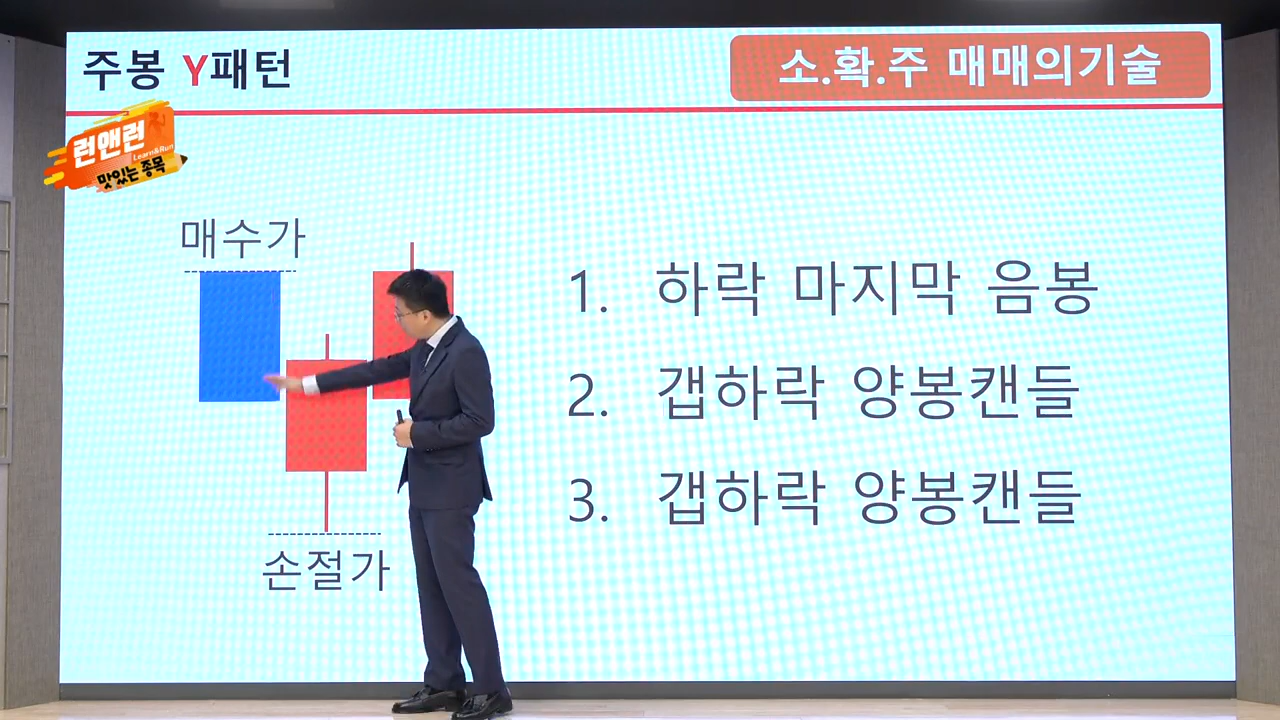 주봉 Y패턴
소.확.주 매매의기술
런앤런
Learn&Run
맛있는 종목
매수가
손절가
1. 하락 마지막 음봉
2. 갭하락 양봉캔들
3. 갭하락 양봉캔들